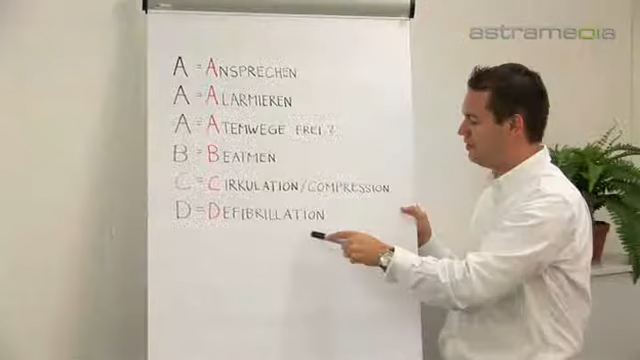 astramedia
A = ANSPRECHEN
A = ALARMIEREN
A = ATEMWEGE FREI ?
B = BEATMEN
C = CIRKULATION/COMPRESSION
D = DEFIBRILLATION